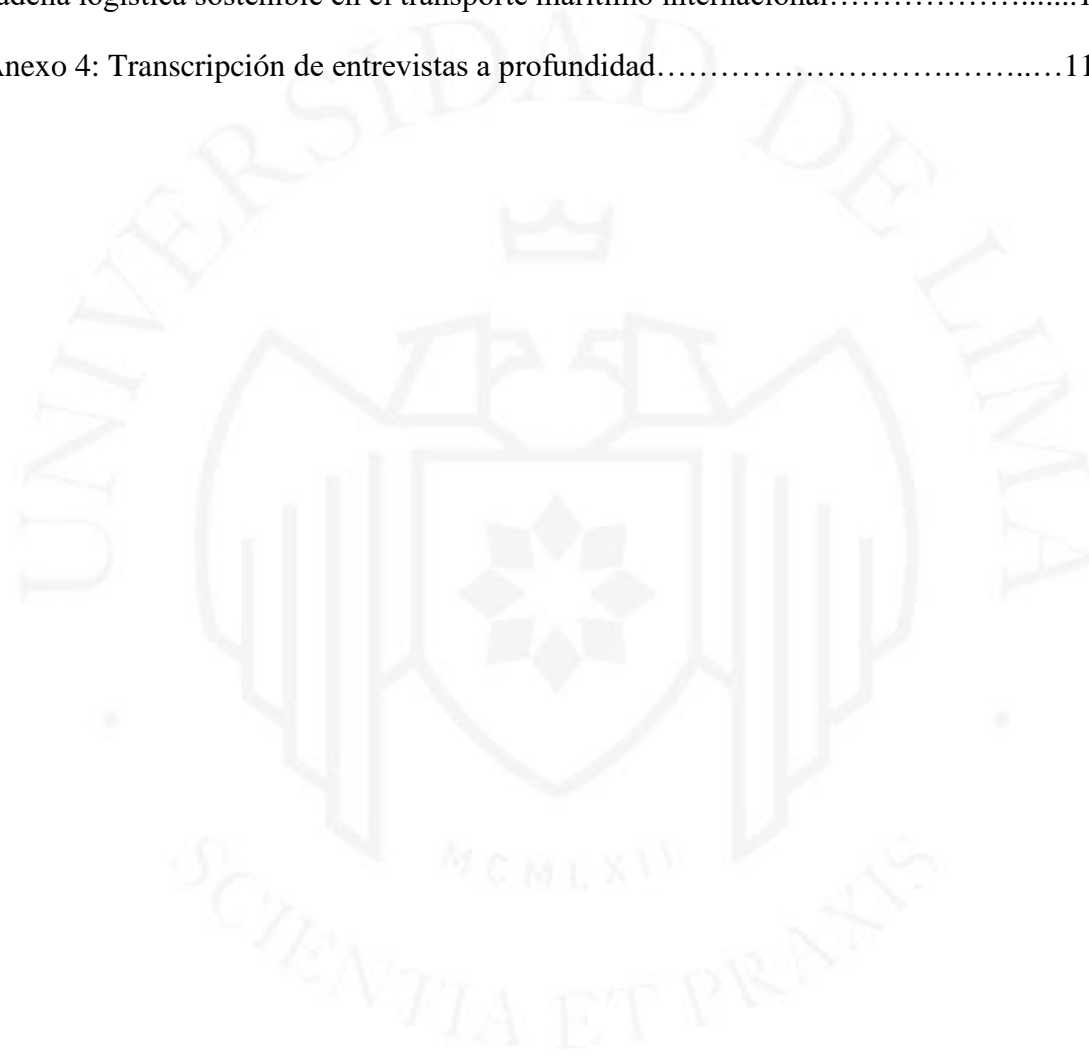 adena logística sostenible en el transporte marítimo internacional……………….......1
Anexo 4: Transcripción de entrevistas a profundidad……………………….……..…11
UNIVERSIDAD DE LIMA
MCMLXII
SCIENTIA ET PRAXIS